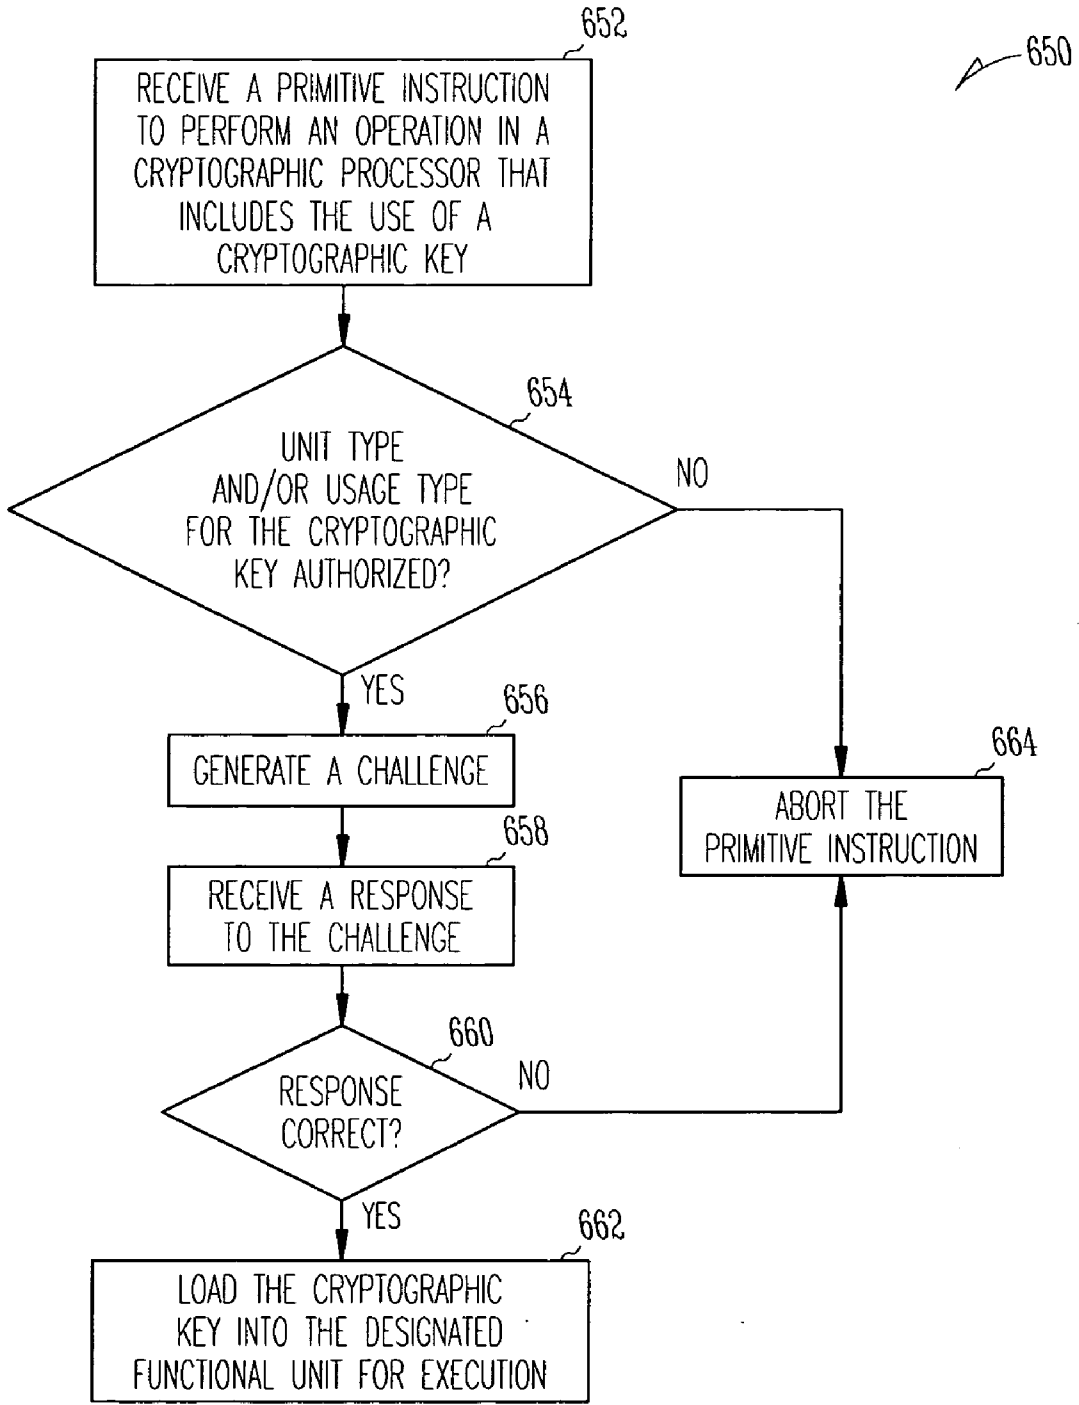 652
650
RECEIVE A PRIMITIVE INSTRUCTION
TO PERFORM AN OPERATION IN A
CRYPTOGRAPHIC PROCESSOR THAT
INCLUDES THE USE OF A
CRYPTOGRAPHIC KEY
654
UNIT TYPE
AND/OR USAGE TYPE
FOR THE CRYPTOGRAPHIC
KEY AUTHORIZED?
NO
YES
656
GENERATE A CHALLENGE
664
ABORT THE
PRIMITIVE INSTRUCTION
658
RECEIVE A RESPONSE
TO THE CHALLENGE
660
RESPONSE
CORRECT?
NO
YES
662
LOAD THE CRYPTOGRAPHIC
KEY INTO THE DESIGNATED
FUNCTIONAL UNIT FOR EXECUTION